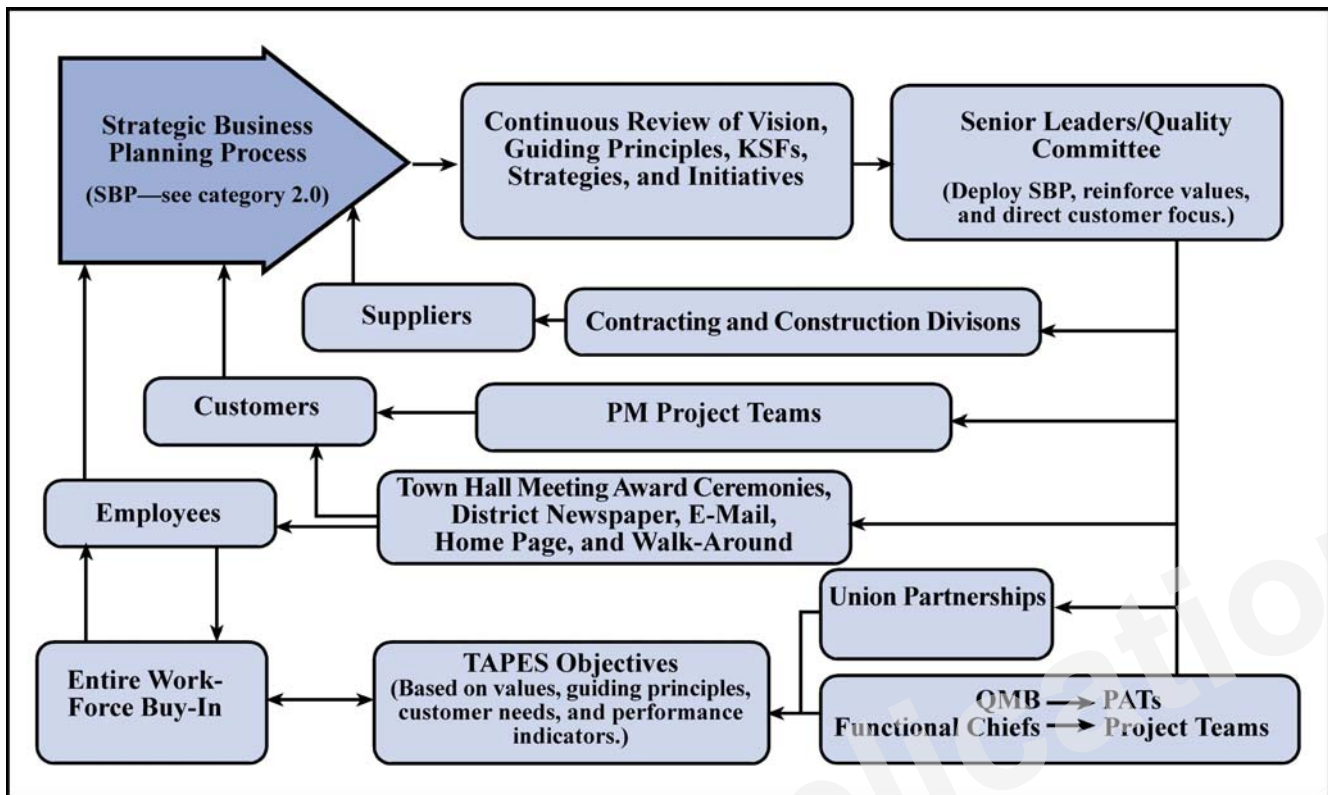 Strategic Business
Planning Process
(SBP—see category 2.0)
Continuous Review of Vision,
Guiding Principles, KSFs,
Strategies, and Initiatives
Senior Leaders/Quality
Committee
(Deploy SBP, reinforce values,
and direct customer focus.)
Suppliers
Contracting and Construction Divisons
Customers
PM Project Teams
Employees
Town Hall Meeting Award Ceremonies,
District Newspaper, E-Mail,
Home Page, and Walk-Around
Union Partnerships
Entire Work-
Force Buy-In
TAPES Objectives
(Based on values, guiding principles,
customer needs, and performance
indicators.)
QMB → PATs
Functional Chiefs → Project Teams